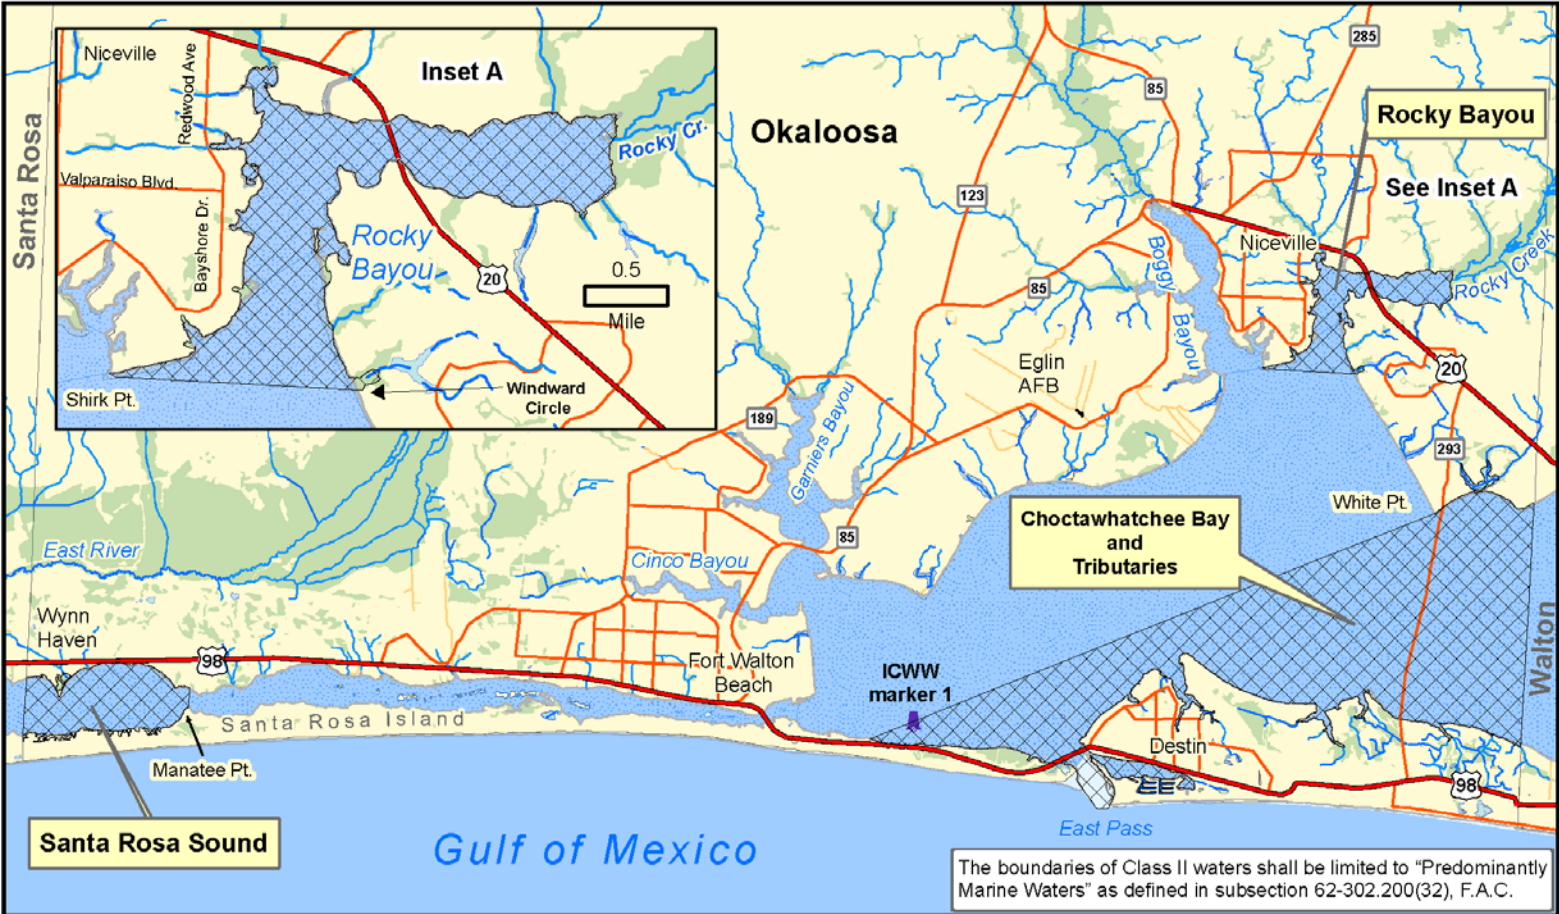 Niceville
Redwood Ave
Inset A
Rocky Cr.
Valparaiso Blvd.
Bayshore Dr.
Rocky
Bayou
20
0.5
Mile
Shirk Pt.
Windward
Circle
Santa Rosa
Okaloosa
285
85
Rocky Bayou
123
See Inset A
Niceville
Boggy
Bayou
Rocky Creek
85
Eglin
AFB
20
189
Garniers Bayou
293
White Pt.
Choctawhatchee Bay
and
Tributaries
85
East River
Cinco Bayou
Wynn
Haven
98
Fort Walton
Beach
ICWW
marker 1
Walton
Santa Rosa Island
Manatee Pt.
Destin
98
Santa Rosa Sound
Gulf of Mexico
East Pass
The boundaries of Class II waters shall be limited to “Predominantly
Marine Waters” as defined in subsection 62-302.200(32), F.A.C.